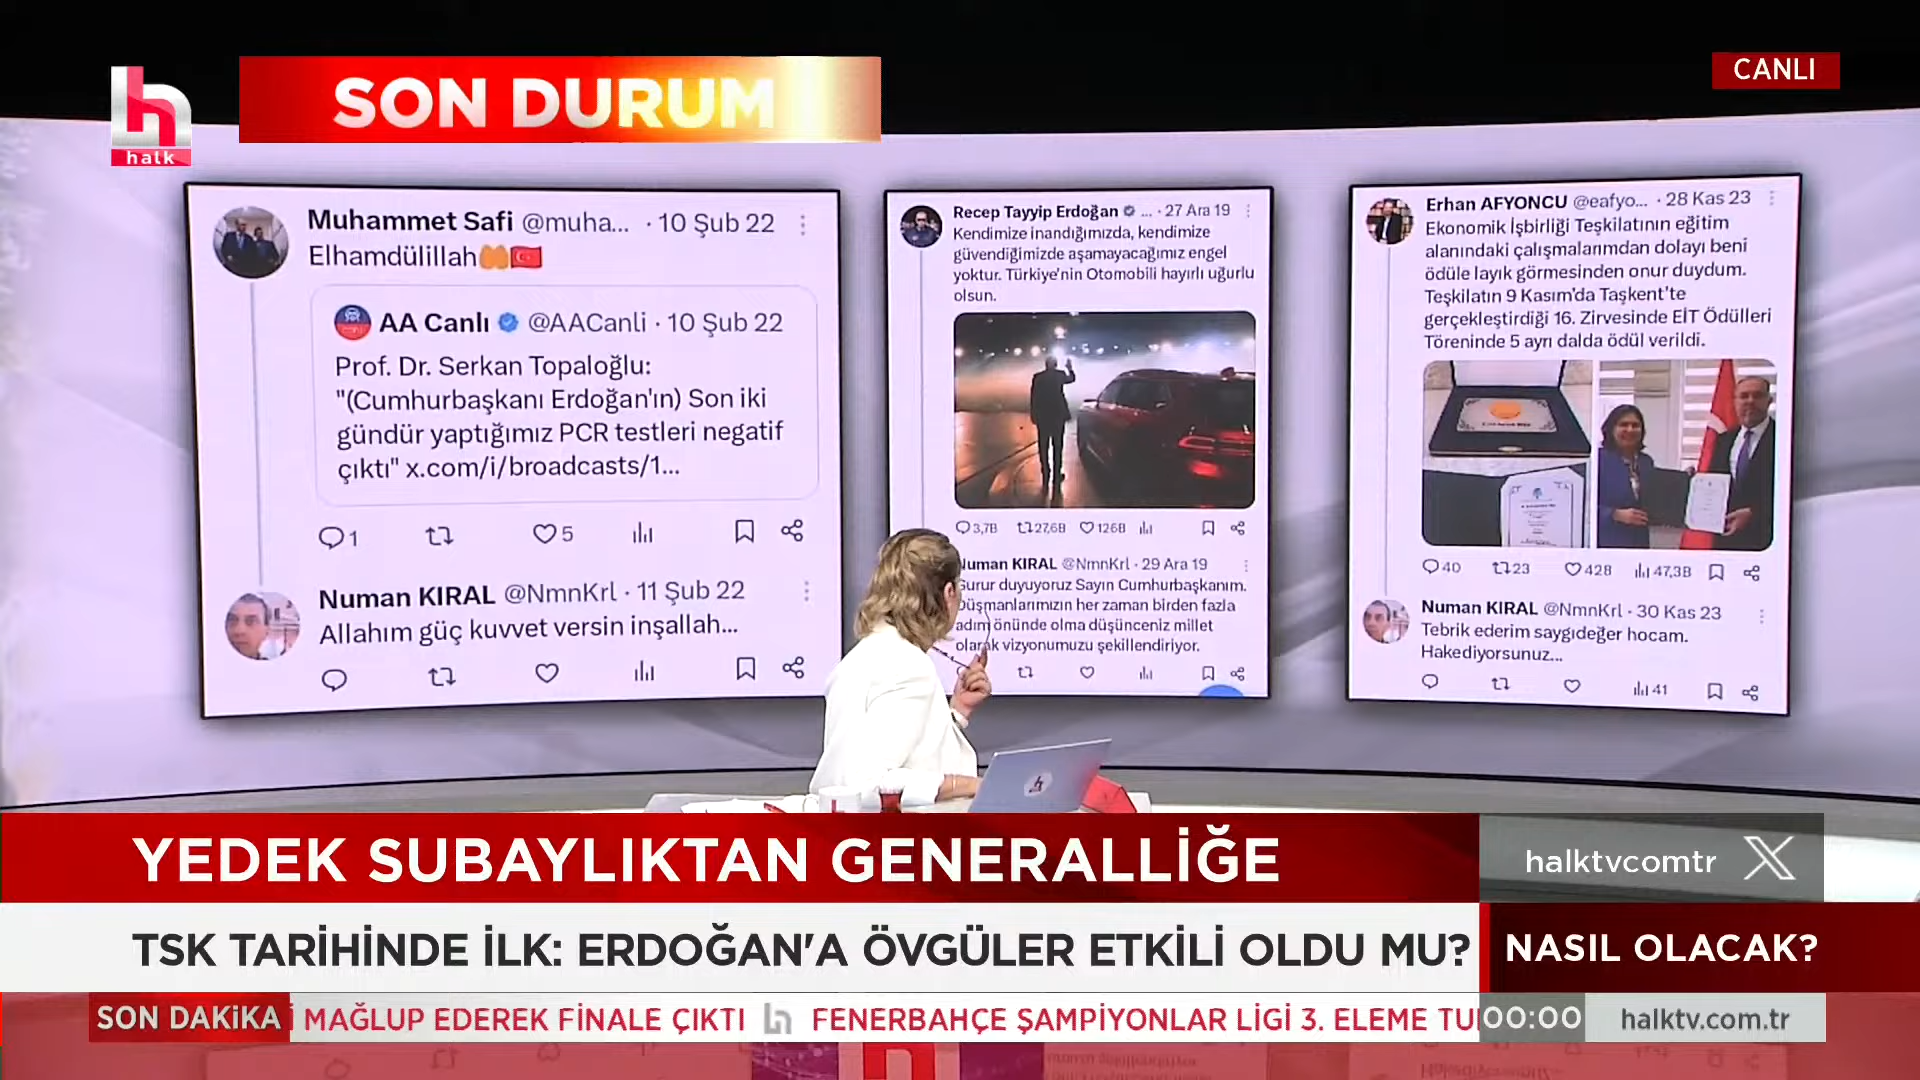 h
halk
SON DURUM
CANLI
Muhammet Safi @muha... · 10 Şub 22
Elhamdülillah
AA Canlı @AACanli · 10 Şub 22
Prof. Dr. Serkan Topaloğlu:
"(Cumhurbaşkanı Erdoğan'ın) Son iki
gündür yaptığımız PCR testleri negatif
çıktı" x.com/i/broadcasts/1...
1
5
Numan KIRAL @NmnKrl · 11 Şub 22
Allahım güç kuvvet versin inşallah...
Recep Tayyip Erdoğan ... · 27 Ara 19
Kendimize inandığımızda, kendimize
güvendiğimizde aşamayacağımız engel
yoktur. Türkiye'nin Otomobili hayırlı uğurlu
olsun.
3,7B 27,6B 126B
Numan KIRAL @NmnKrl · 29 Ara 19
Gurur duyuyoruz Sayın Cumhurbaşkanım.
Düşmanlarımızın her zaman birden fazla
adım önünde olma düşünceniz millet
olarak vizyonumuzu şekillendiriyor.
Erhan AFYONCU @eafyo... · 28 Kas 23
Ekonomik İşbirliği Teşkilatının eğitim
alanındaki çalışmalarımdan dolayı beni
ödüle layık görmesinden onur duydum.
Teşkilatın 9 Kasım'da Taşkent'te
gerçekleştirdiği 16. Zirvesinde EİT Ödülleri
Töreninde 5 ayrı dalda ödül verildi.
40 23 428 47,3B
Numan KIRAL @NmnKrl · 30 Kas 23
Tebrik ederim saygıdeğer hocam.
Hakediyorsunuz...
41
YEDEK SUBAYLIKTAN GENERALLİĞE
halktvcomtr X
TSK TARİHİNDE İLK: ERDOĞAN'A ÖVGÜLER ETKİLİ OLDU MU?
NASIL OLACAK?
SON DAKİKA
İ MAĞLUP EDEREK FİNALE ÇIKTI h FENERBAHÇE ŞAMPİYONLAR LİGİ 3. ELEME TU
00:00
halktv.com.tr